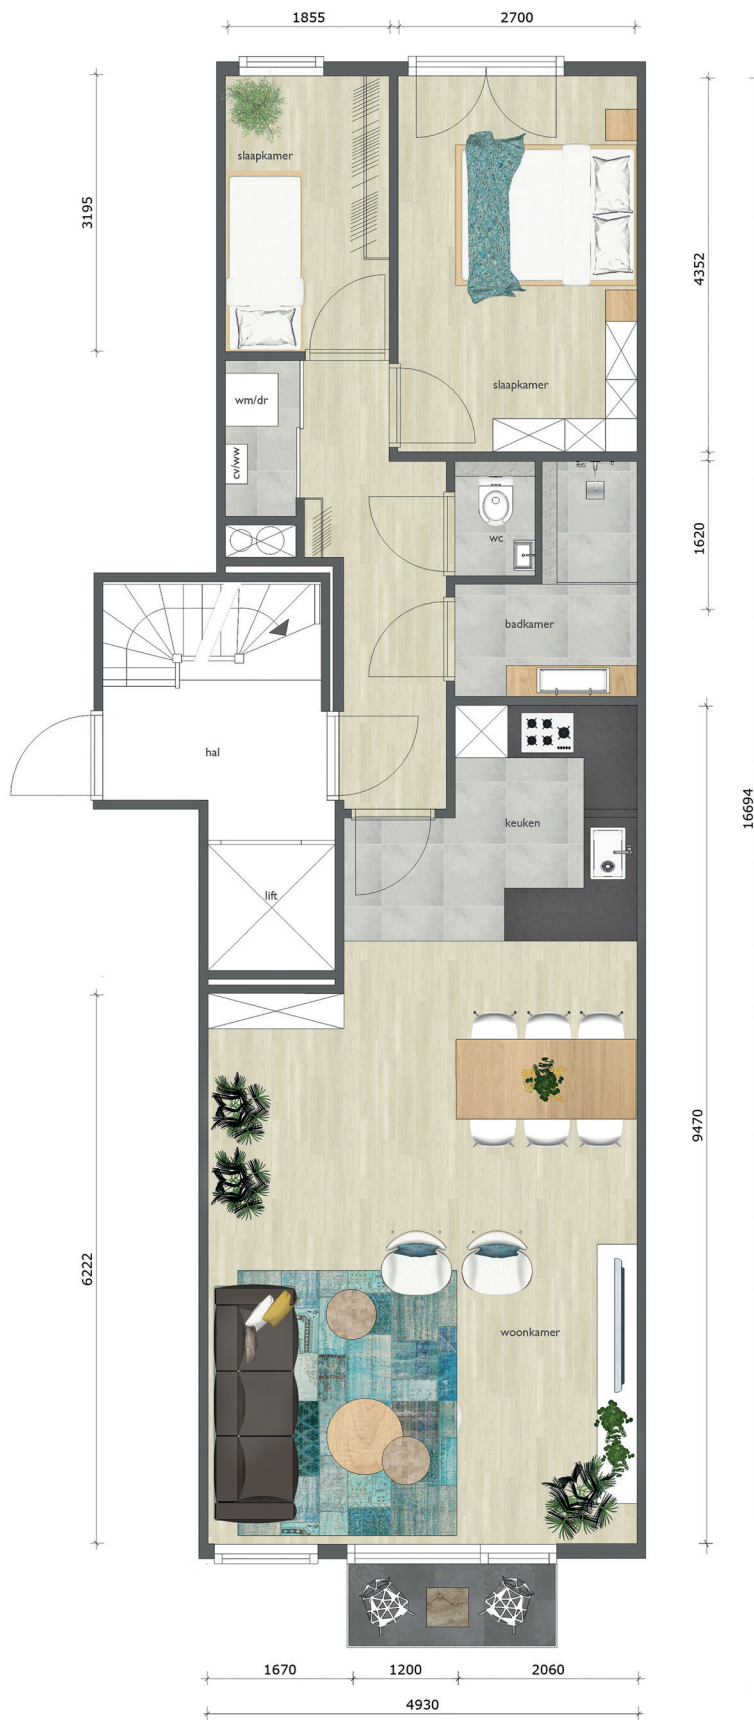 1855
2700
slaapkamer
3195
4352
slaapkamer
wm/dr
cv/ww
wc
1620
badkamer
hal
keuken
16694
lift
9470
6222
woonkamer
1670
1200
2060
4930